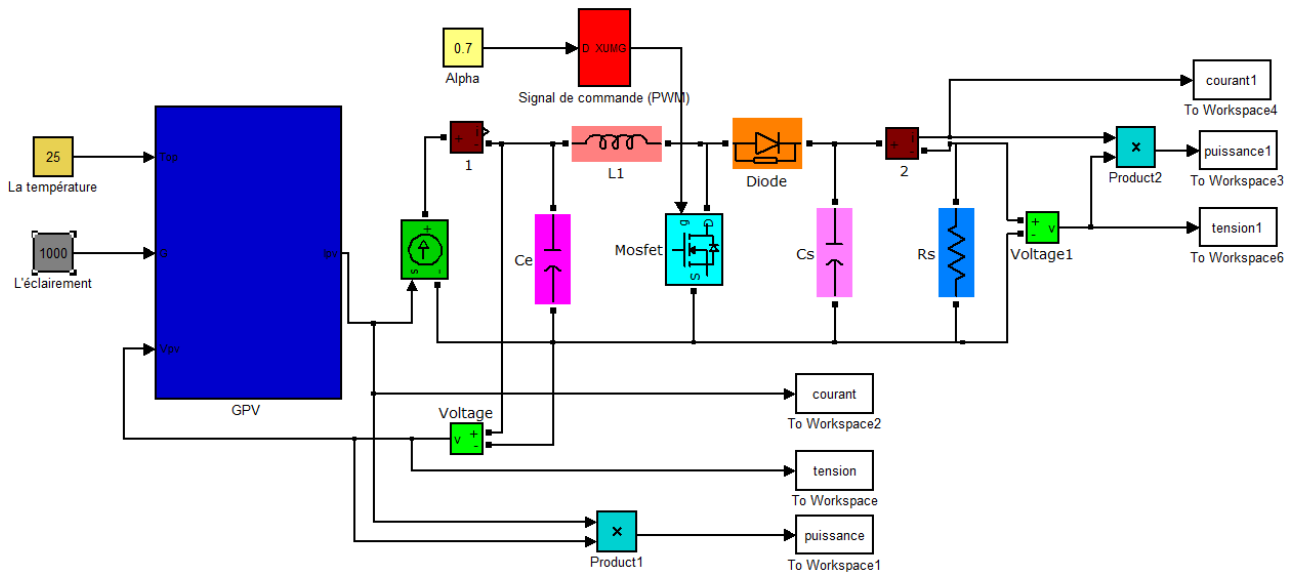 0.7
Alpha
D XUMG
Signal de commande (PWM)
courant1
To Workspace4
25
La température
Top
+
-
i
1
L1
Diode
+
-
i
2
×
Product2
puissance1
To Workspace3
1000
L'éclairement
GPV
+
s
-
Ce
Mosfet
g
S
Cs
Rs
+
-
v
Voltage1
tension1
To Workspace6
Vpv
courant
To Workspace2
Voltage
v
+
-
tension
To Workspace
×
Product1
puissance
To Workspace1